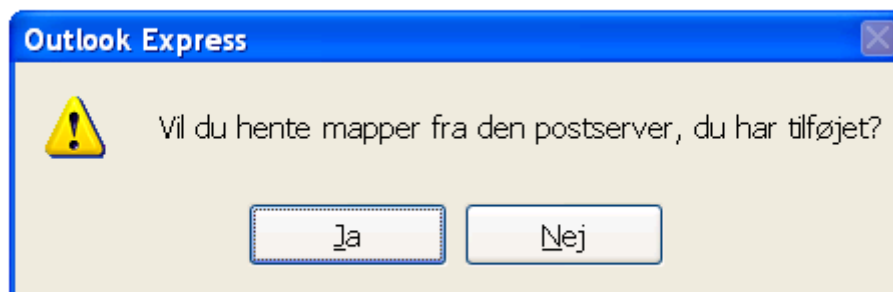 Outlook Express
Vil du hente mapper fra den postserver, du har tilføjet?
Ja
Nej